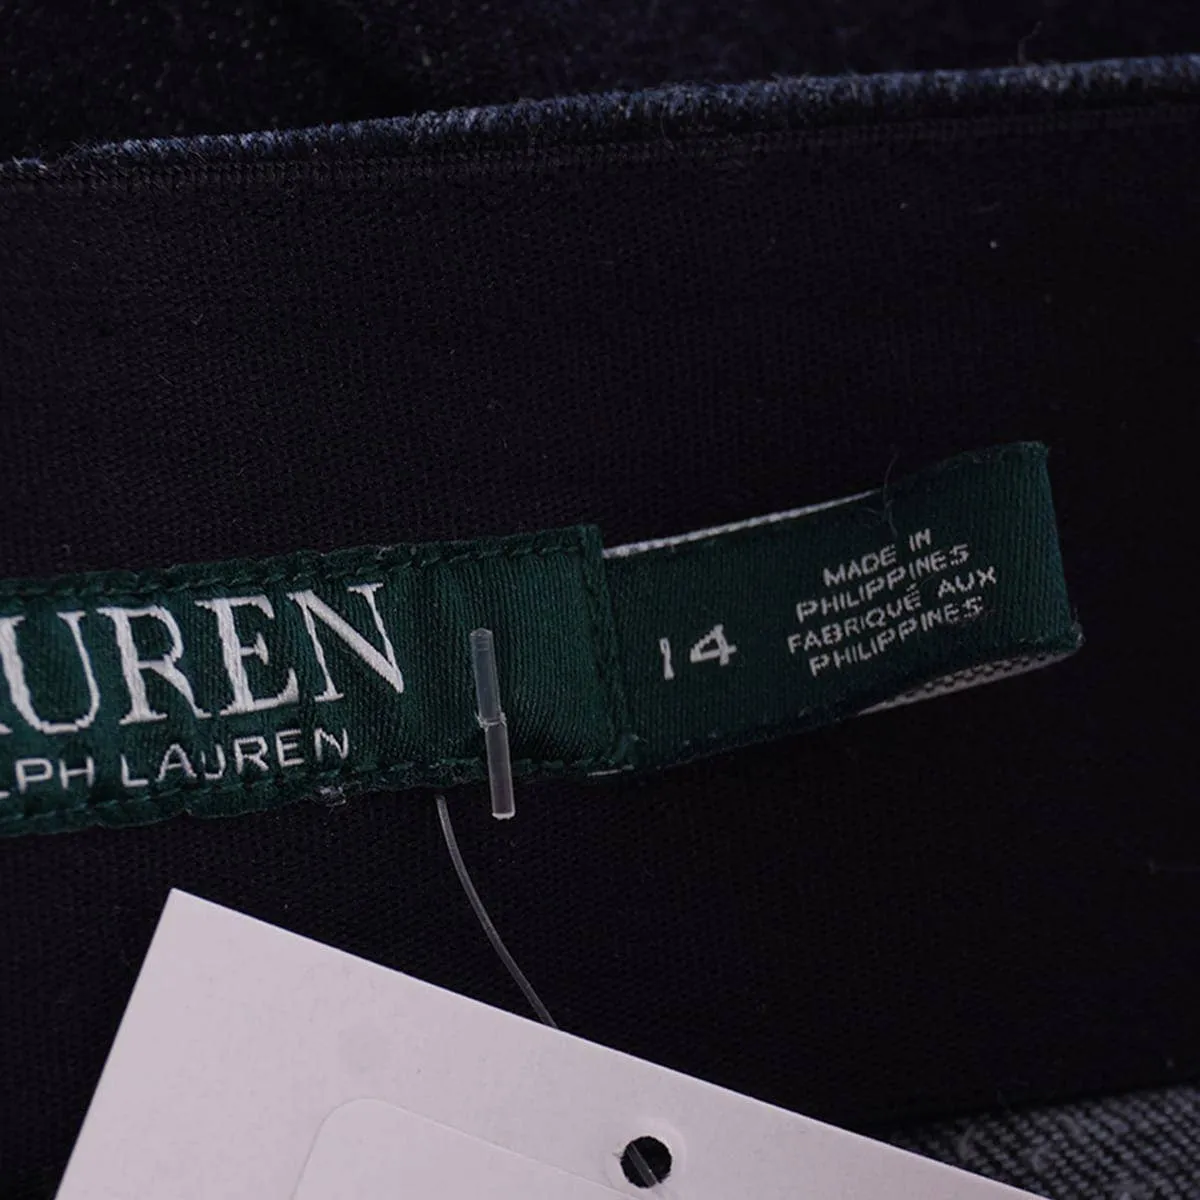 UREN
LPH LAUREN
14
MADE IN
PHILIPPINES
FABRIQUÉ AUX
PHILIPPINES